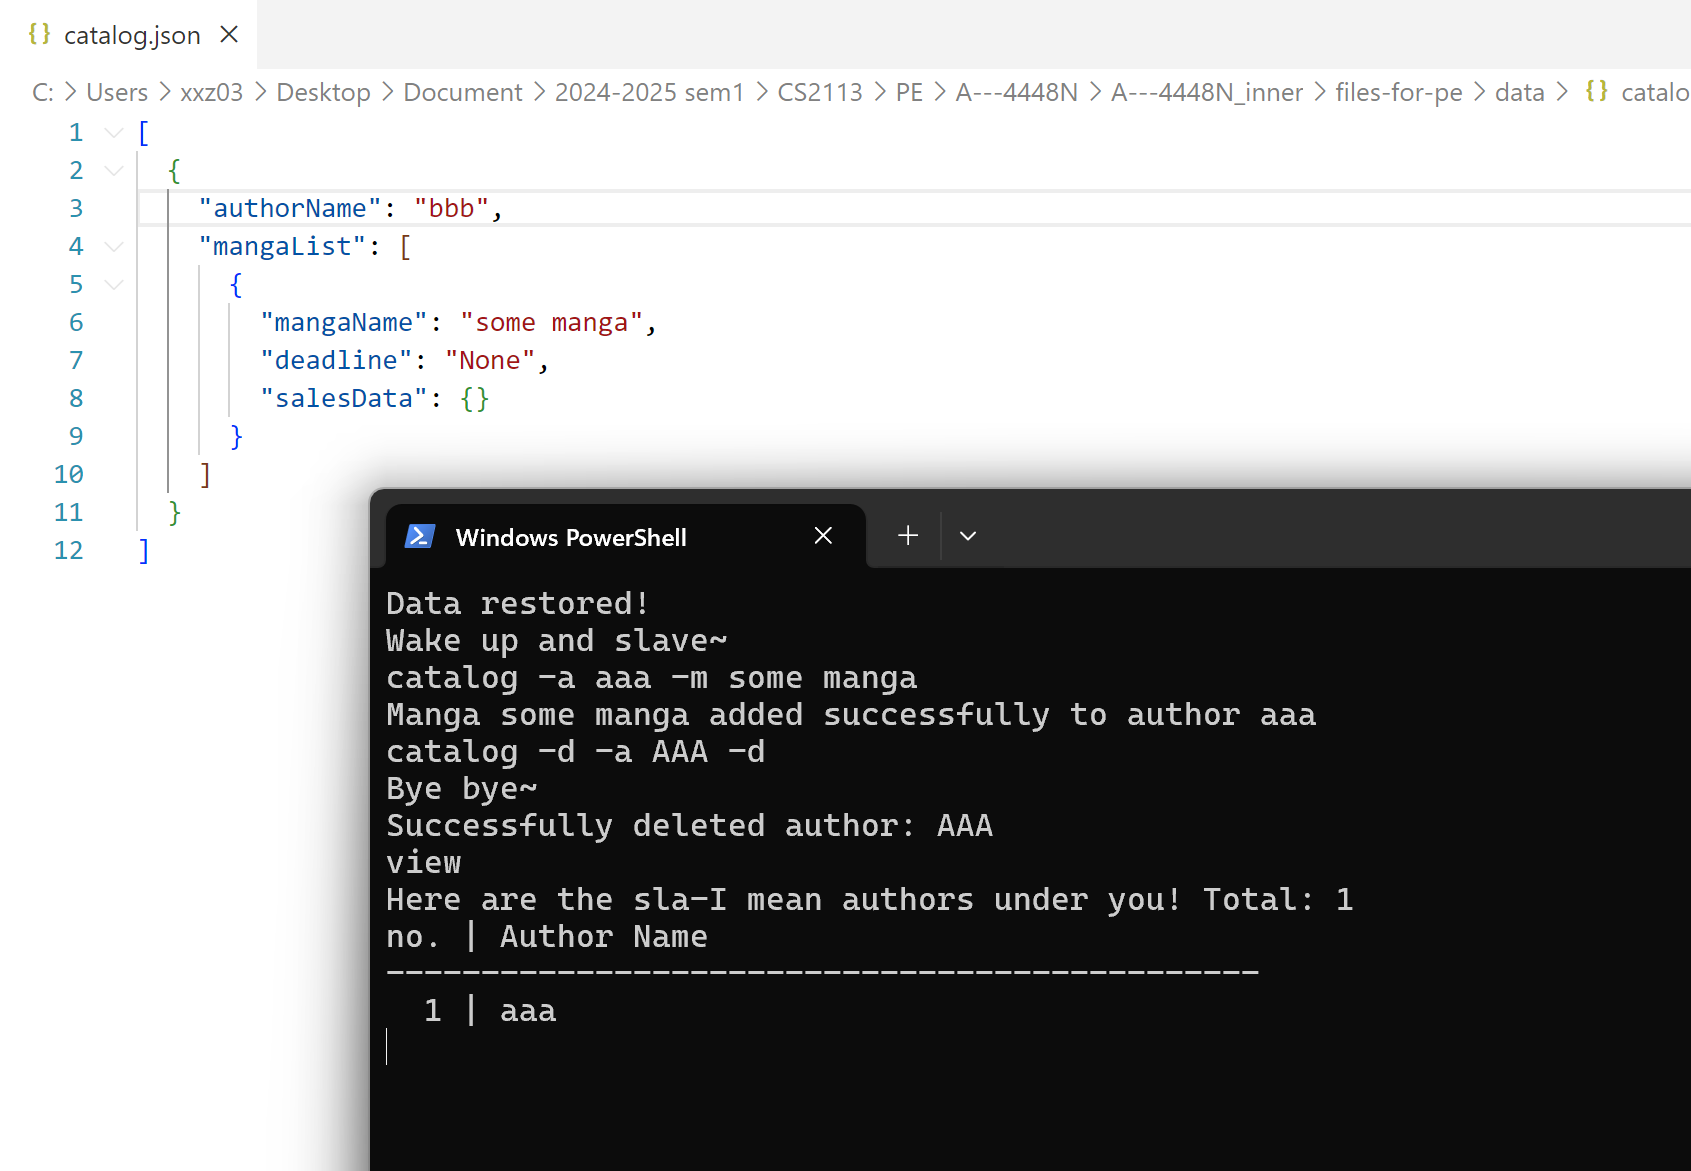 {} catalog.json
C: > Users > xxz03 > Desktop > Document > 2024-2025 sem1 > CS2113 > PE > A---4448N > A---4448N_inner > files-for-pe > data > {} catalo
1 [
2 {
3 "authorName": "bbb",
4 "mangaList": [
5 {
6 "mangaName": "some manga",
7 "deadline": "None",
8 "salesData": {}
9 }
10 ]
11 }
12 ]
Windows PowerShell
Data restored!
Wake up and slave~
catalog -a aaa -m some manga
Manga some manga added successfully to author aaa
catalog -d -a AAA -d
Bye bye~
Successfully deleted author: AAA
view
Here are the sla-I mean authors under you! Total: 1
no. | Author Name
----------------------------------------------
1 | aaa